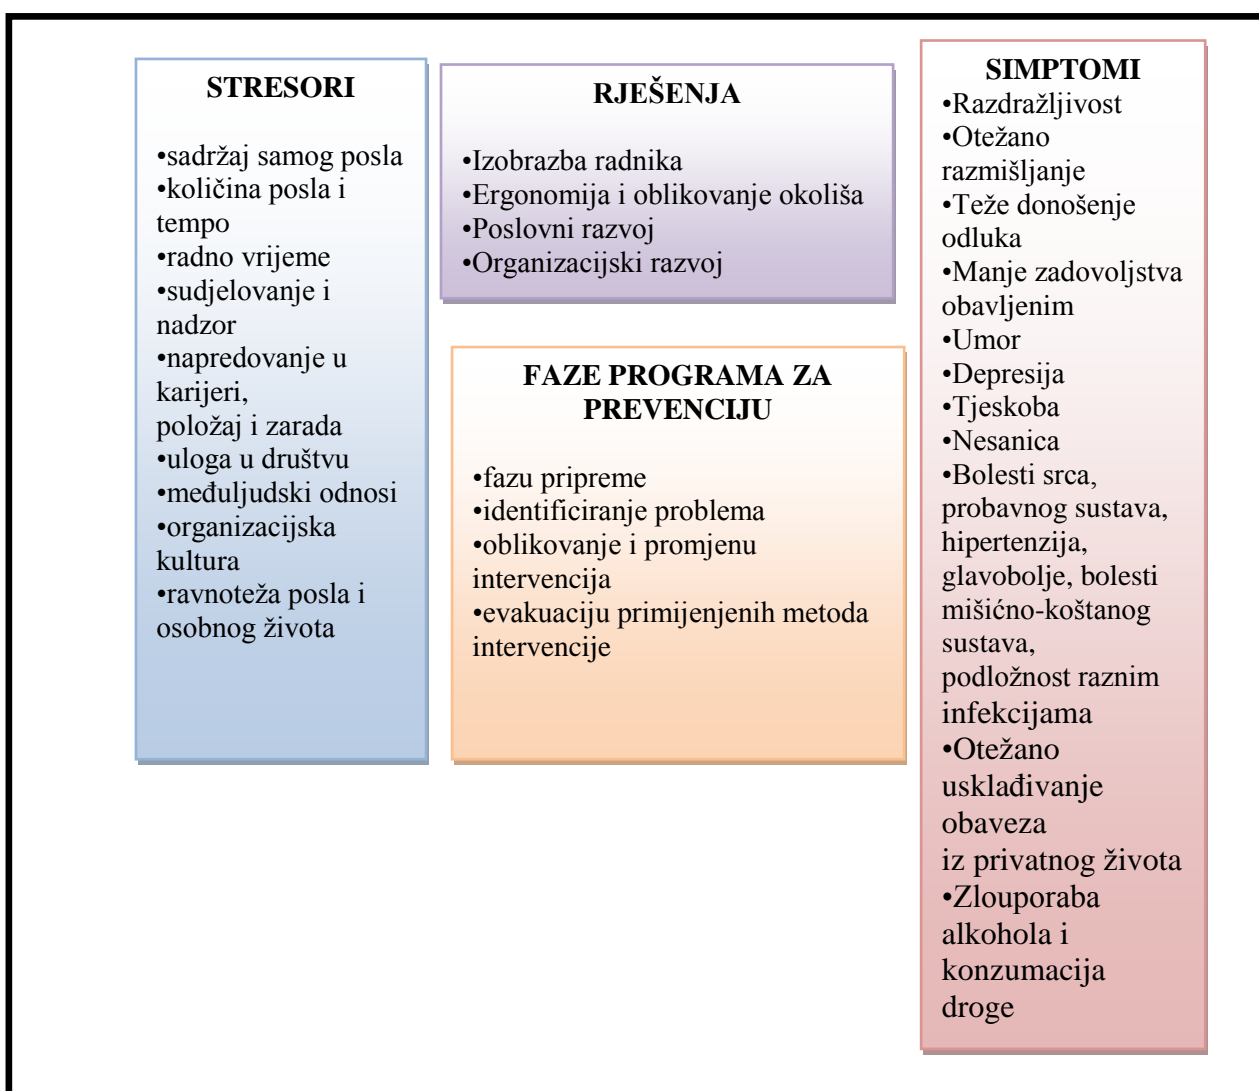 STRESORI
•sadržaj samog posla
•količina posla i
tempo
•radno vrijeme
•sudjelovanje i
nadzor
•napredovanje u
karijeri,
položaj i zarada
•uloga u društvu
•međuljudski odnosi
•organizacijska
kultura
•ravnoteža posla i
osobnog života
RJEŠENJA
•Izobrazba radnika
•Ergonomija i oblikovanje okoliša
•Poslovni razvoj
•Organizacijski razvoj
FAZE PROGRAMA ZA
PREVENCIJU
•fazu pripreme
•identificiranje problema
•oblikovanje i promjenu
intervencija
•evakuaciju primijenjenih metoda
intervencije
SIMPTOMI
•Razdražljivost
•Otežano
razmišljanje
•Teže donošenje
odluka
•Manje zadovoljstva
obavljenim
•Umor
•Depresija
•Tjeskoba
•Nesanica
•Bolesti srca,
probavnog sustava,
hipertenzija,
glavobolje, bolesti
mišićno-koštanog
sustava,
podložnost raznim
infekcijama
•Otežano
usklađivanje
obaveza
iz privatnog života
•Zlouporaba
alkohola i
konzumacija
droge